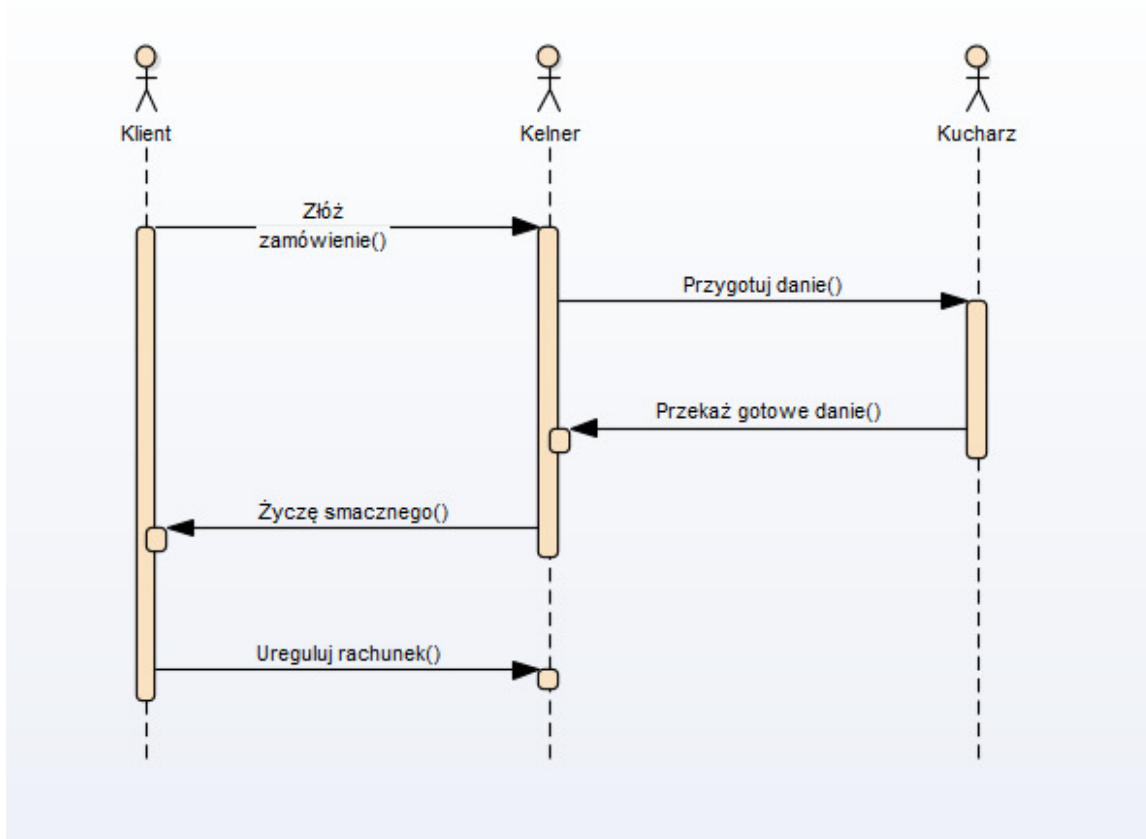 Klient
Kelner
Kucharz
Złóż
zamówienie()
Przygotuj danie()
Przekaż gotowe danie()
Życzę smacznego()
Ureguluj rachunek()